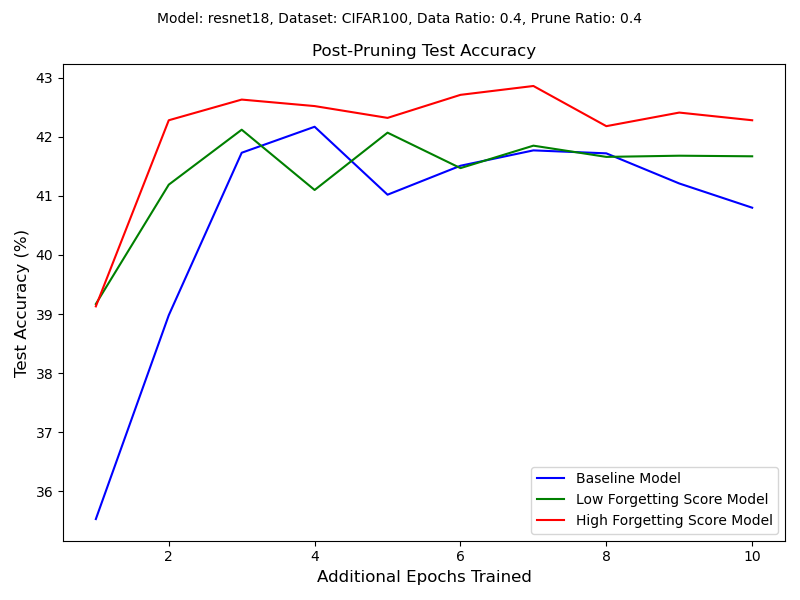 Model: resnet18, Dataset: CIFAR100, Data Ratio: 0.4, Prune Ratio: 0.4
Post-Pruning Test Accuracy
Test Accuracy (%)
43
42
41
40
39
38
37
36
Baseline Model
Low Forgetting Score Model
High Forgetting Score Model
2 4 6 8 10
Additional Epochs Trained